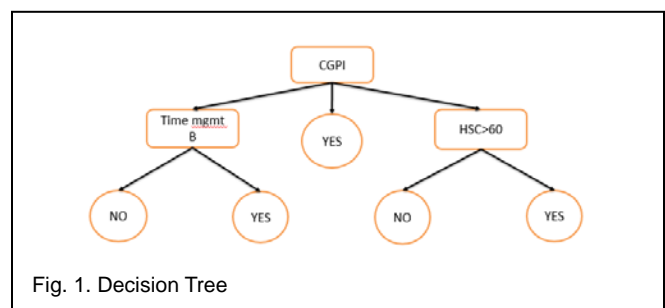 CGPI
Time mgmt
B
YES
HSC>60
NO
YES
NO
YES
Fig. 1. Decision Tree